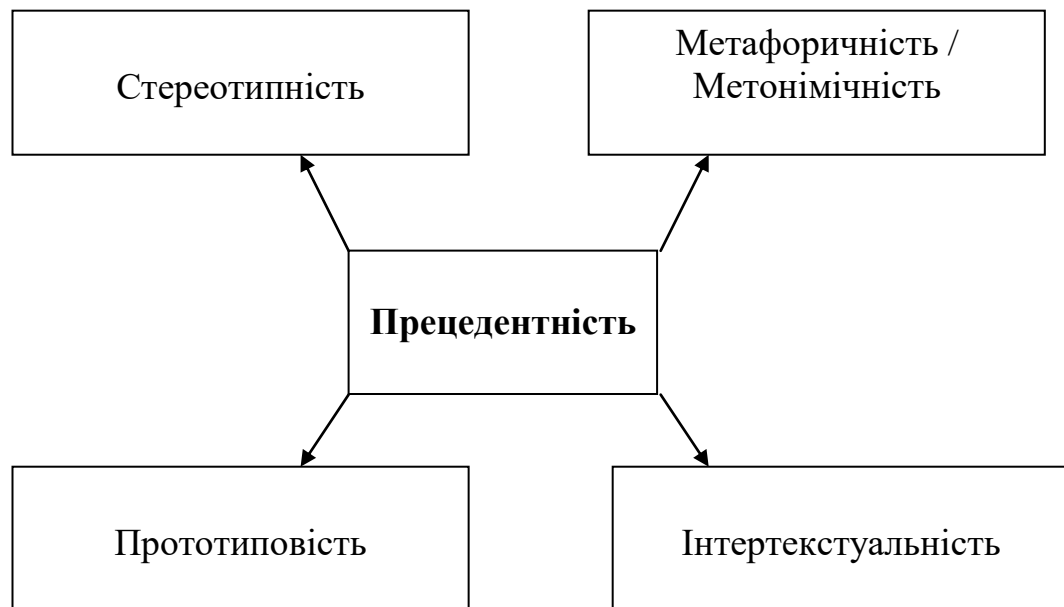 Стереотипність
Метафоричність /
Метонімічність
Прецедентність
Прототиповість
Інтертекстуальність